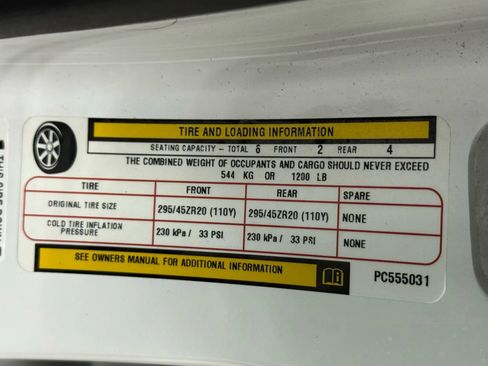 TIRE AND LOADING INFORMATION
SEATING CAPACITY - TOTAL 6 FRONT 2 REAR 4
THE COMBINED WEIGHT OF OCCUPANTS AND CARGO SHOULD NEVER EXCEED
544 KG OR 1200 LB
TIRE FRONT REAR SPARE
ORIGINAL TIRE SIZE 295/45ZR20 (110Y) 295/45ZR20 (110Y) NONE
COLD TIRE INFLATION PRESSURE 230 kPa / 33 PSI 230 kPa / 33 PSI NONE
SEE OWNERS MANUAL FOR ADDITIONAL INFORMATION
PC555031